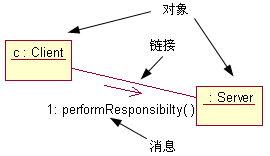 对象
链接
c : Client
: Server
1: performResponsibilty( )
消息